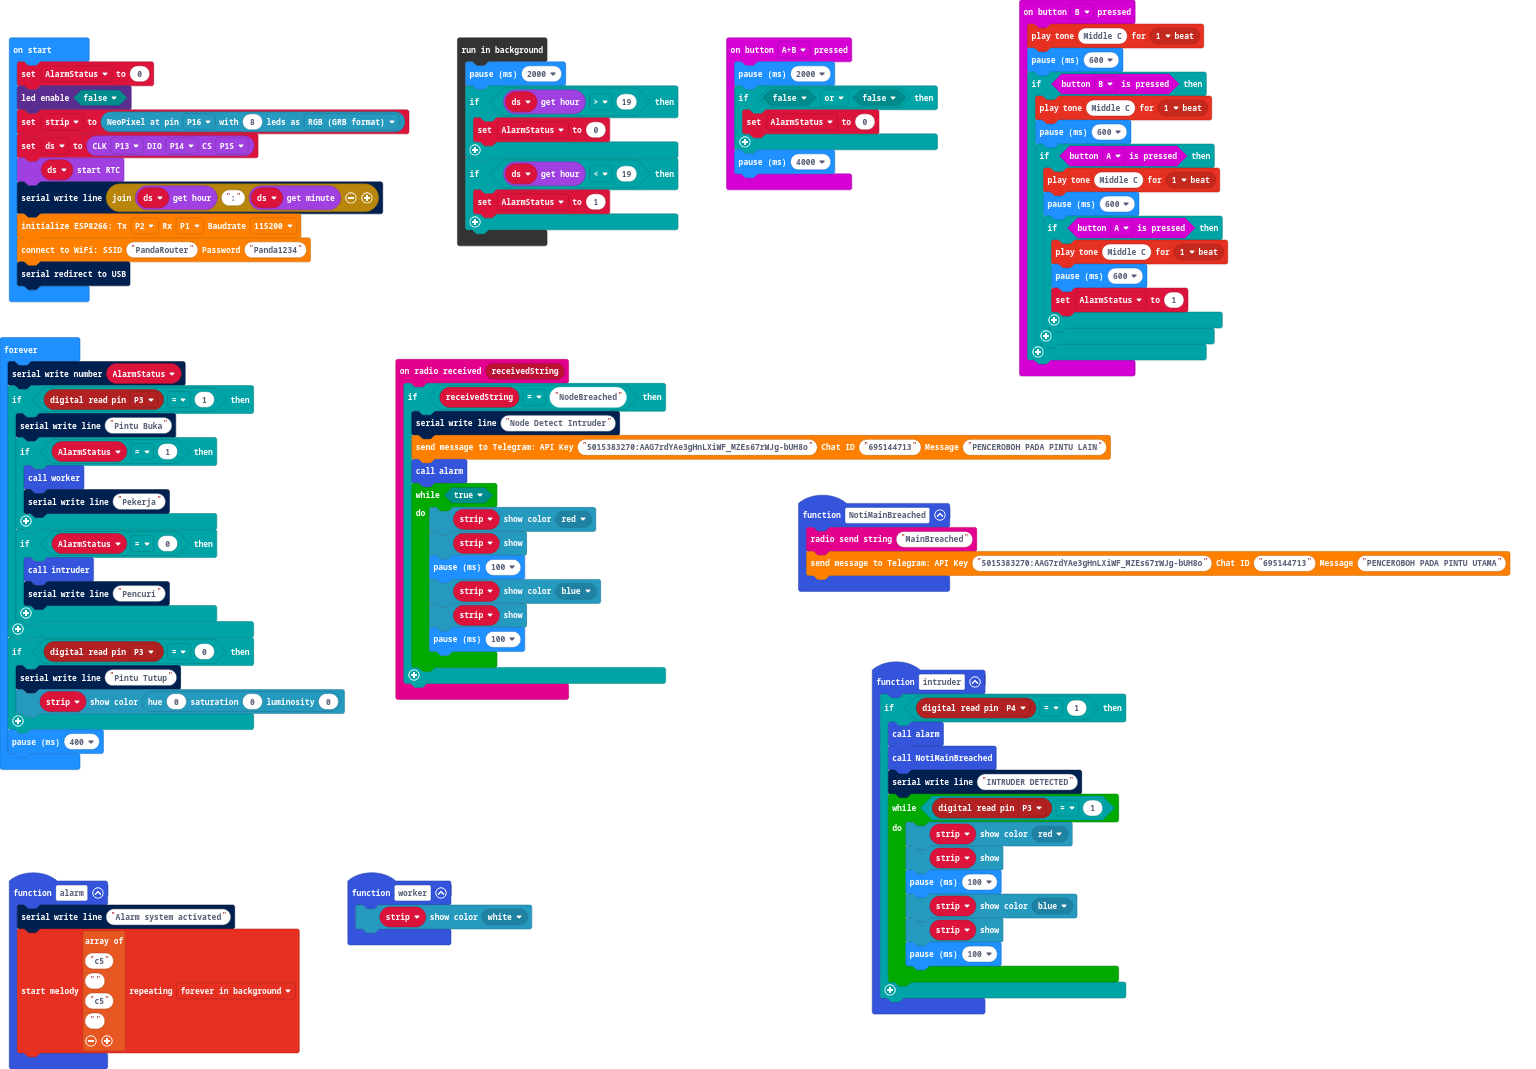 on start
set AlarmStatus to 0
led enable false
set strip to NeoPixel at pin P16 with 8 leds as RGB (GRB format)
set ds to CLK P13 DIO P14 CS P15
ds start RTC
serial write line join ds get hour ":" ds get minute
initialize ESP8266: Tx P2 Rx P1 Baudrate 115200
connect to WiFi: SSID "PandaRouter" Password "Panda1234"
serial redirect to USB
run in background
pause (ms) 2000
if ds get hour > 19 then
set AlarmStatus to 0
if ds get hour < 19 then
set AlarmStatus to 1
on button A+B pressed
pause (ms) 2000
if false or false then
set AlarmStatus to 0
pause (ms) 4000
on button B pressed
play tone Middle C for 1 beat
pause (ms) 600
if button B is pressed then
play tone Middle C for 1 beat
pause (ms) 600
if button A is pressed then
play tone Middle C for 1 beat
pause (ms) 600
if button A is pressed then
play tone Middle C for 1 beat
pause (ms) 600
set AlarmStatus to 1
forever
serial write number AlarmStatus
if digital read pin P3 = 1 then
serial write line "Pintu Buka"
if AlarmStatus = 1 then
call worker
serial write line "Pekerja"
if AlarmStatus = 0 then
call intruder
serial write line "Pencuri"
if digital read pin P3 = 0 then
serial write line "Pintu Tutup"
strip show color hue 0 saturation 0 luminosity 0
pause (ms) 400
on radio received receivedString
if receivedString = "NodeBreached" then
serial write line "Node Detect Intruder"
send message to Telegram: API Key "5015383270:AAG7rdYAe3gHnLXiWF_MZEs67rWJg-bUH8o" Chat ID "695144713" Message "PENCEROBOH PADA PINTU LAIN"
call alarm
while true
do
strip show color red
strip show
pause (ms) 100
strip show color blue
strip show
pause (ms) 100
function NotiMainBreached
radio send string "MainBreached"
send message to Telegram: API Key "5015383270:AAG7rdYAe3gHnLXiWF_MZEs67rWJg-bUH8o" Chat ID "695144713" Message "PENCEROBOH PADA PINTU UTAMA"
function intruder
if digital read pin P4 = 1 then
call alarm
call NotiMainBreached
serial write line "INTRUDER DETECTED"
while digital read pin P3 = 1
do
strip show color red
strip show
pause (ms) 100
strip show color blue
strip show
pause (ms) 100
function alarm
serial write line "Alarm system activated"
array of
"c5"
" "
"c5"
start melody repeating forever in background
" "
function worker
strip show color white